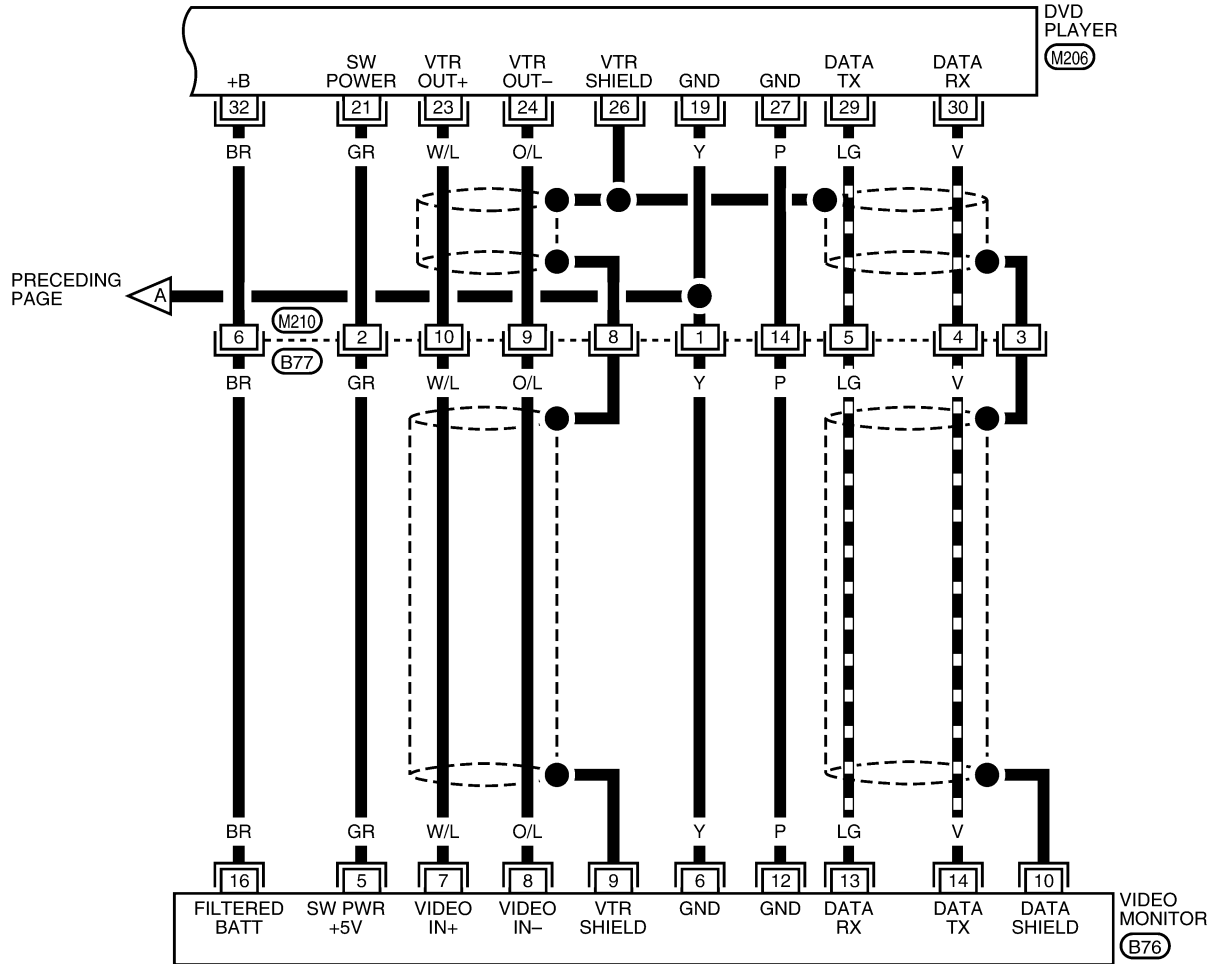 DVD
PLAYER
M206
+B
SW
POWER
VTR
OUT+
VTR
OUT–
VTR
SHIELD
GND
GND
DATA
TX
DATA
RX
32 21 23 24 26 19 27 29 30
BR GR W/L O/L Y P LG V
PRECEDING
PAGE
A
M210
6 2 10 9 8 1 14 5 4 3
B77
BR GR W/L O/L Y P LG V
BR GR W/L O/L Y P LG V
16 5 7 8 9 6 12 13 14 10
FILTERED
BATT
SW PWR
+5V
VIDEO
IN+
VIDEO
IN–
VTR
SHIELD
GND
GND
DATA
RX
DATA
TX
DATA
SHIELD
VIDEO
MONITOR
B76